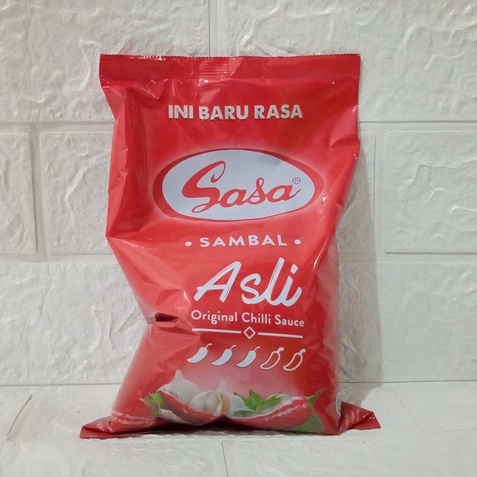 INI BARU RASA
Sasa®
• SAMBAL •
Asli
Original Chilli Sauce